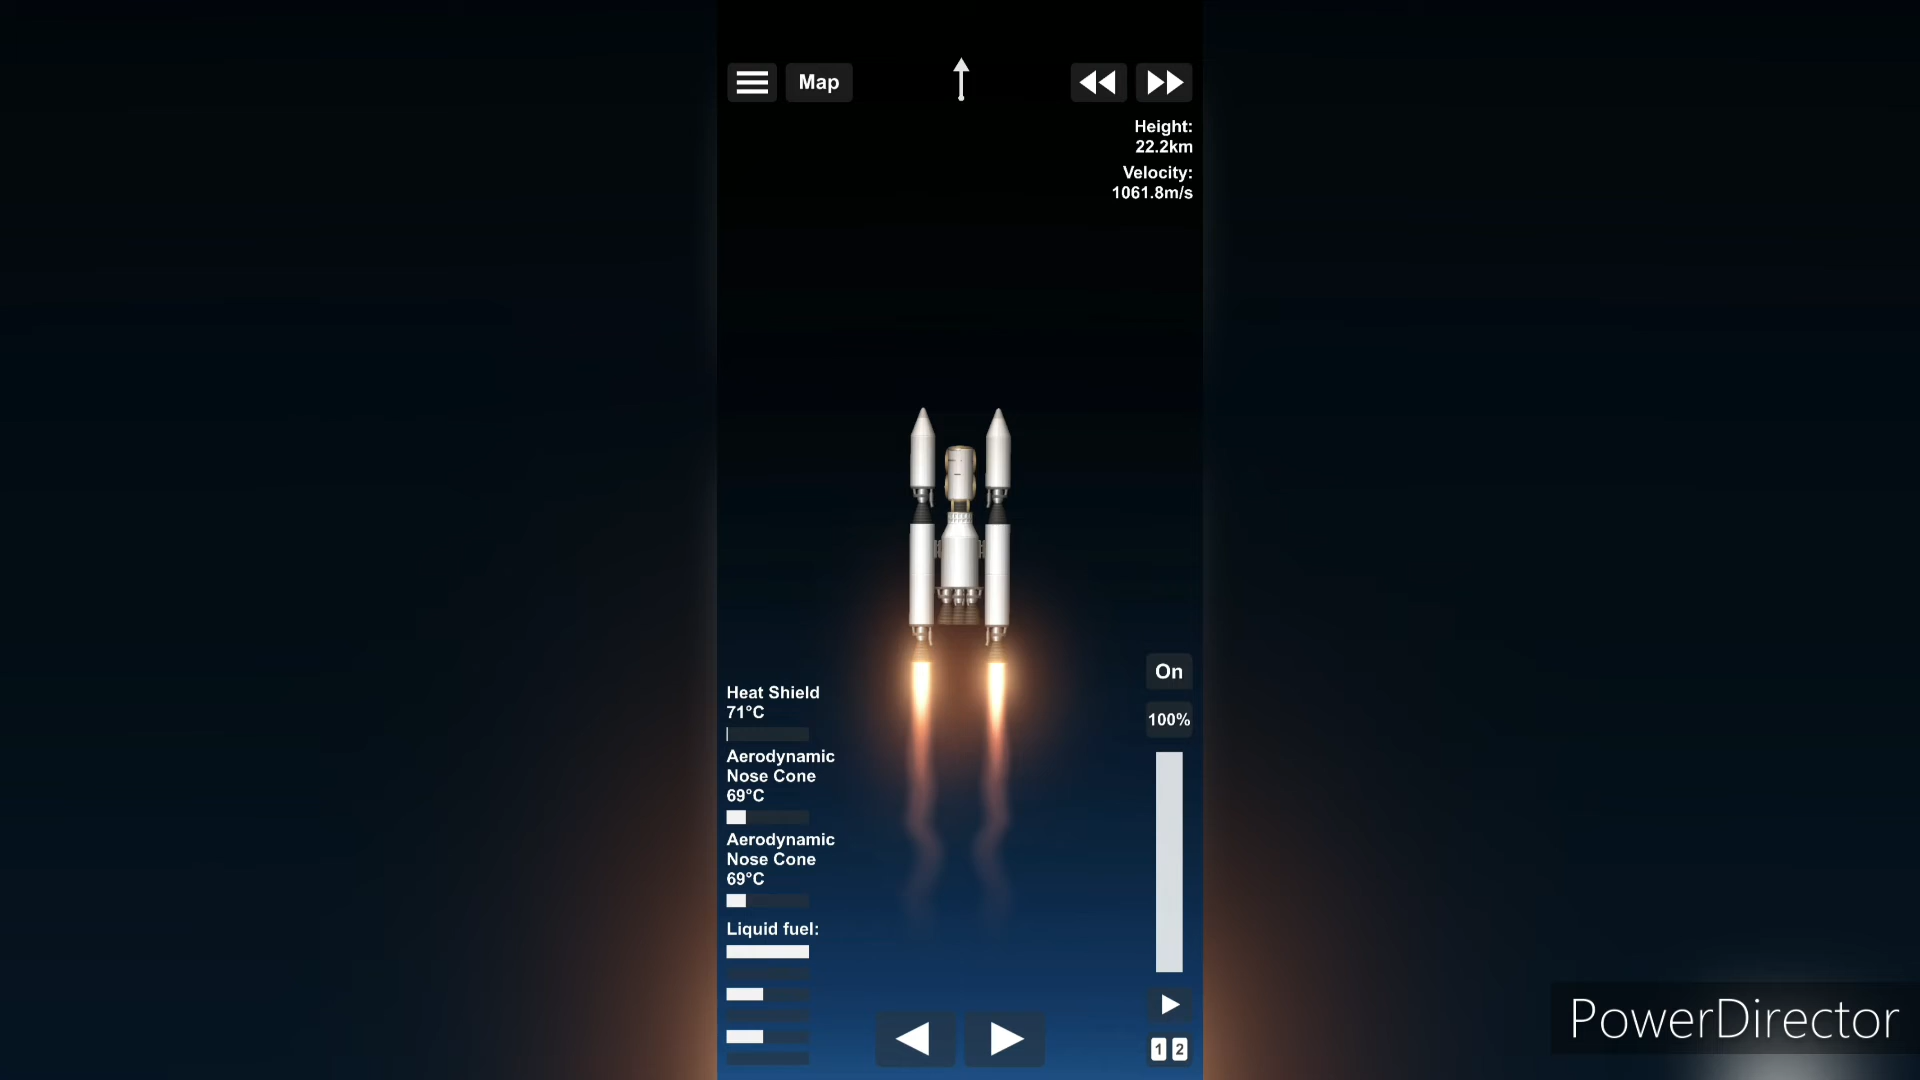 Map
Height:
22.2km
Velocity:
1061.8m/s
On
100%
Heat Shield
71°C
Aerodynamic
Nose Cone
69°C
Aerodynamic
Nose Cone
69°C
Liquid fuel:
1 2
PowerDirector